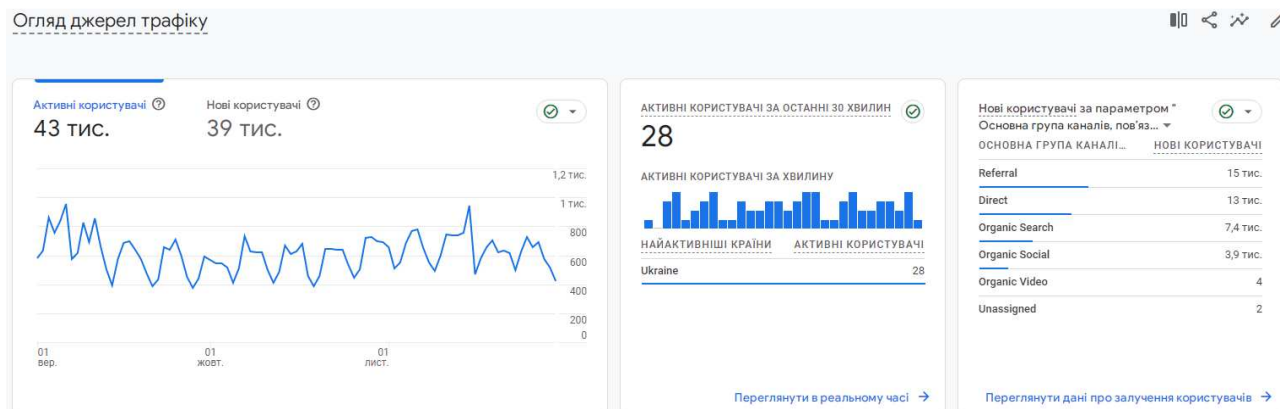 Огляд джерел трафіку
Активні користувачі
43 тис.
Нові користувачі
39 тис.
1,2 тис.
1 тис.
800
600
400
200
0
01
вер.
01
жовт.
01
лист.
АКТИВНІ КОРИСТУВАЧІ ЗА ОСТАННІ 30 ХВИЛИН
28
АКТИВНІ КОРИСТУВАЧІ ЗА ХВИЛИНУ
НАЙАКТИВНІШІ КРАЇНИ АКТИВНІ КОРИСТУВАЧІ
Ukraine 28
Переглянути в реальному часі
Нові користувачі за параметром "
Основна група каналів, пов'яз...
ОСНОВНА ГРУПА КАНАЛІ... НОВІ КОРИСТУВАЧІ
Referral 15 тис.
Direct 13 тис.
Organic Search 7,4 тис.
Organic Social 3,9 тис.
Organic Video 4
Unassigned 2
Переглянути дані про залучення користувачів